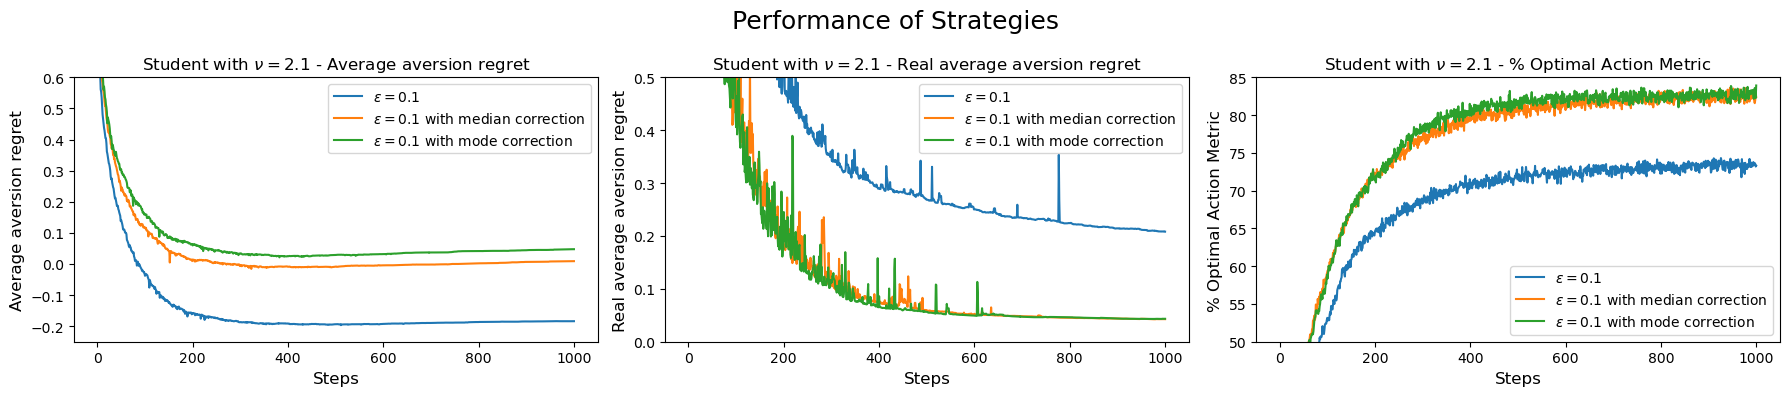 Performance of Strategies
Student with ν = 2.1 - Average aversion regret
Average aversion regret
0.6
0.5
0.4
0.3
0.2
0.1
0.0
−0.1
−0.2
0
200
400
600
800
1000
Steps
ε = 0.1
ε = 0.1 with median correction
ε = 0.1 with mode correction
Student with ν = 2.1 - Real average aversion regret
Real average aversion regret
0.5
0.4
0.3
0.2
0.1
0.0
0
200
400
600
800
1000
Steps
ε = 0.1
ε = 0.1 with median correction
ε = 0.1 with mode correction
Student with ν = 2.1 - % Optimal Action Metric
% Optimal Action Metric
85
80
75
70
65
60
55
50
0
200
400
600
800
1000
Steps
ε = 0.1
ε = 0.1 with median correction
ε = 0.1 with mode correction